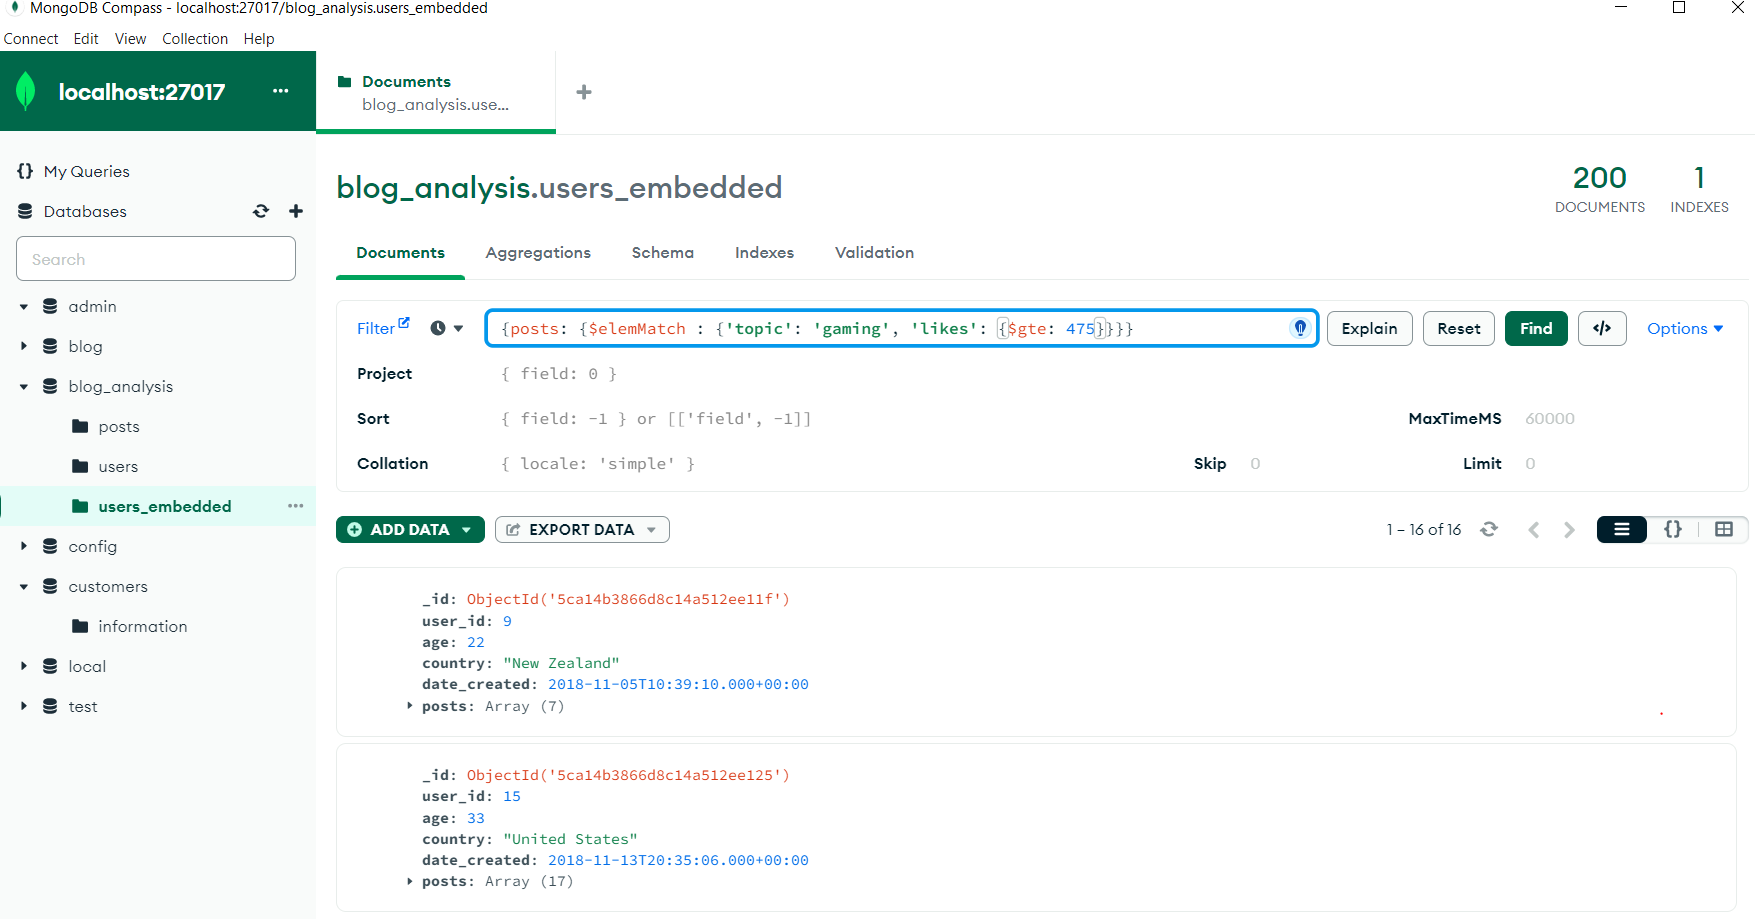 MongoDB Compass - localhost:27017/blog_analysis.users_embedded
Connect Edit View Collection Help
localhost:27017 ...
Documents
blog_analysis.use...
{} My Queries
Databases
Search
admin
blog
blog_analysis
posts
users
users_embedded ...
config
customers
information
local
test
blog_analysis.users_embedded
200
DOCUMENTS
1
INDEXES
Documents Aggregations Schema Indexes Validation
Filter {posts: {$elemMatch : {'topic': 'gaming', 'likes': {$gte: 475}}}} Explain Reset Find </> Options
Project { field: 0 }
Sort { field: -1 } or [['field', -1]] MaxTimeMS 60000
Collation { locale: 'simple' } Skip 0 Limit 0
ADD DATA EXPORT DATA 1 – 16 of 16 {}
_id: ObjectId('5ca14b3866d8c14a512ee11f')
user_id: 9
age: 22
country: "New Zealand"
date_created: 2018-11-05T10:39:10.000+00:00
posts: Array (7)
_id: ObjectId('5ca14b3866d8c14a512ee125')
user_id: 15
age: 33
country: "United States"
date_created: 2018-11-13T20:35:06.000+00:00
posts: Array (17)